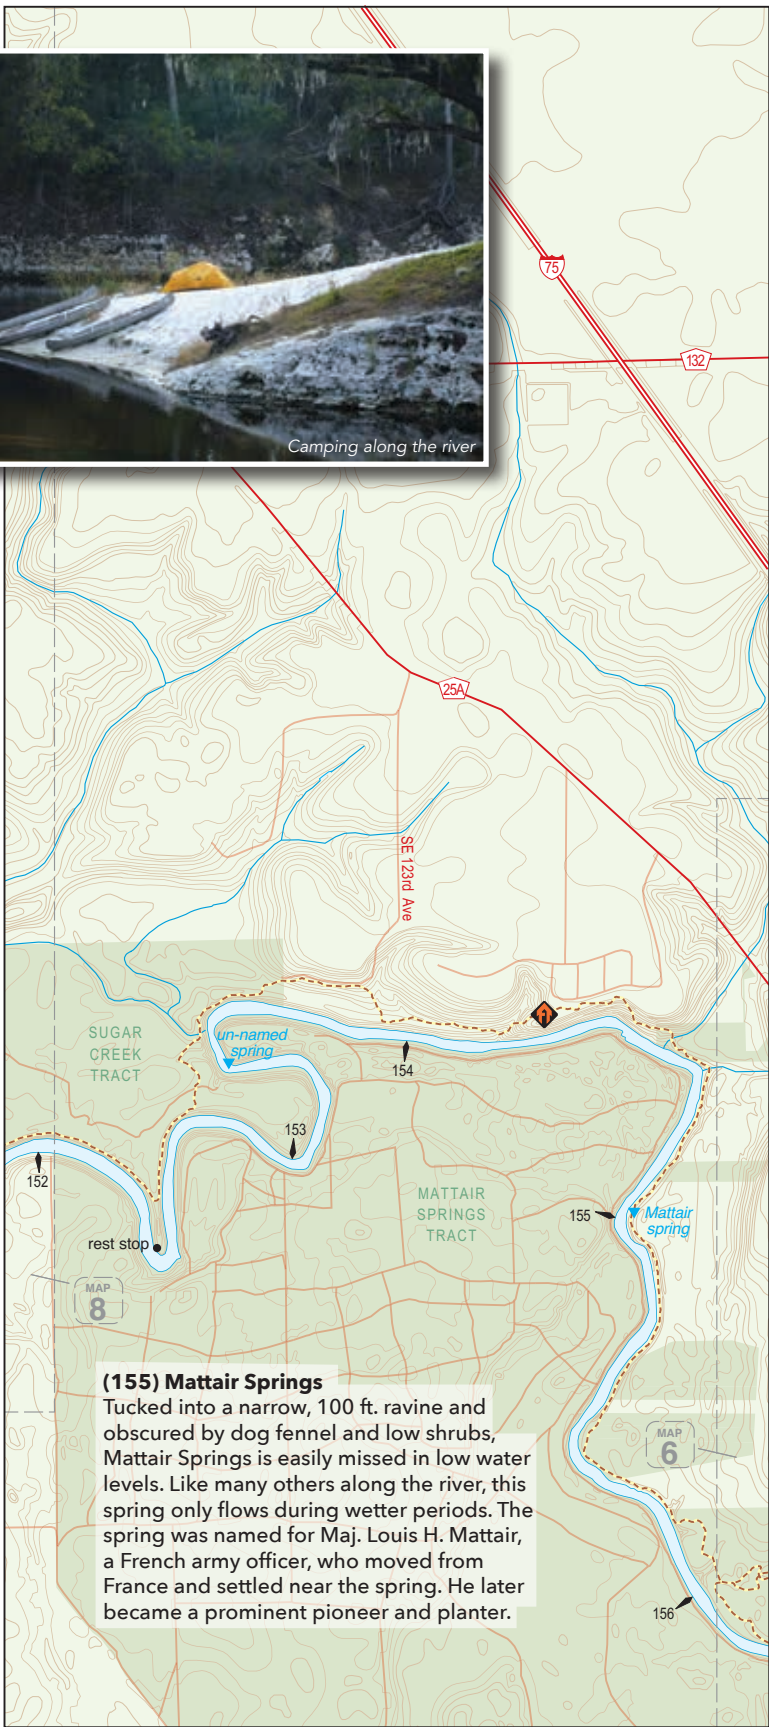 75
132
Camping along the river
25A
SE 123rd Ave
SUGAR
CREEK
TRACT
un-named
spring
154
153
152
MATTAIR
SPRINGS
TRACT
155
Mattair
spring
rest stop
MAP
8
(155) Mattair Springs
Tucked into a narrow, 100 ft. ravine and
obscured by dog fennel and low shrubs,
Mattair Springs is easily missed in low water
levels. Like many others along the river, this
spring only flows during wetter periods. The
spring was named for Maj. Louis H. Mattair,
a French army officer, who moved from
France and settled near the spring. He later
became a prominent pioneer and planter.
MAP
6
156